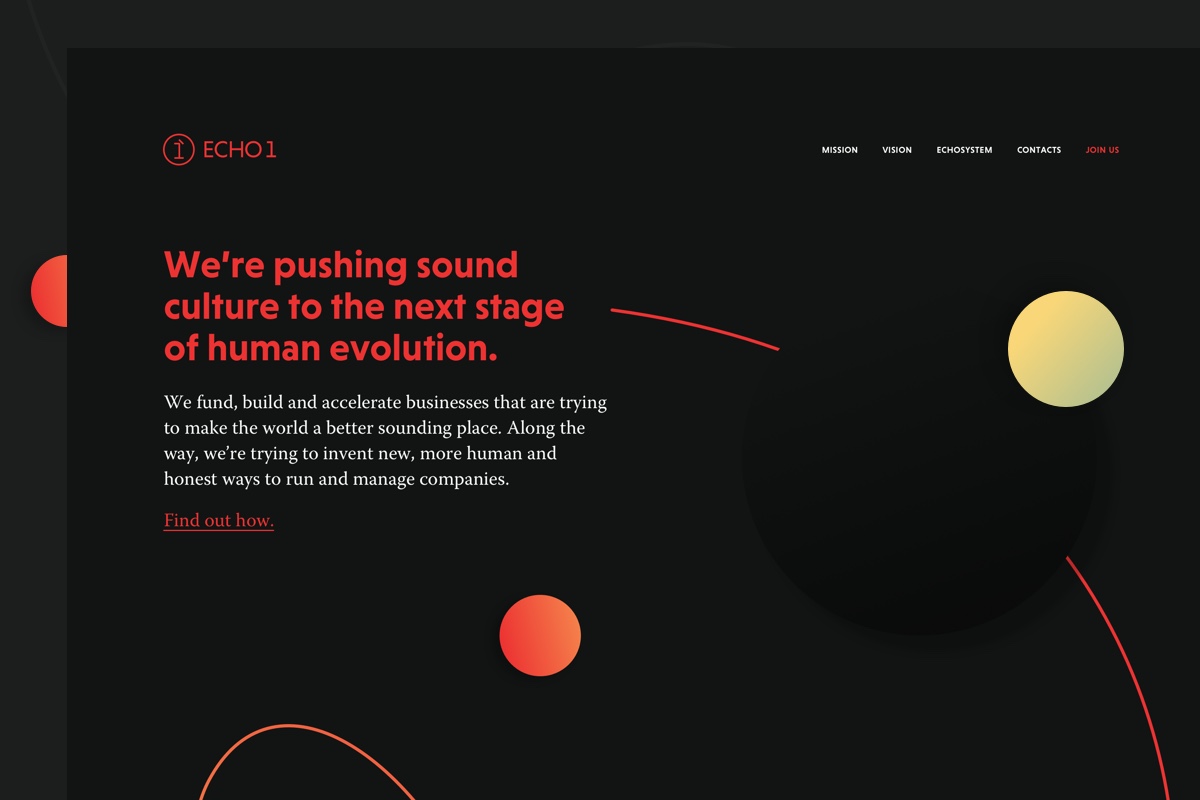 ECHO 1
MISSION VISION ECHOSYSTEM CONTACTS JOIN US
We're pushing sound
culture to the next stage
of human evolution.
We fund, build and accelerate businesses that are trying
to make the world a better sounding place. Along the
way, we’re trying to invent new, more human and
honest ways to run and manage companies.
Find out how.